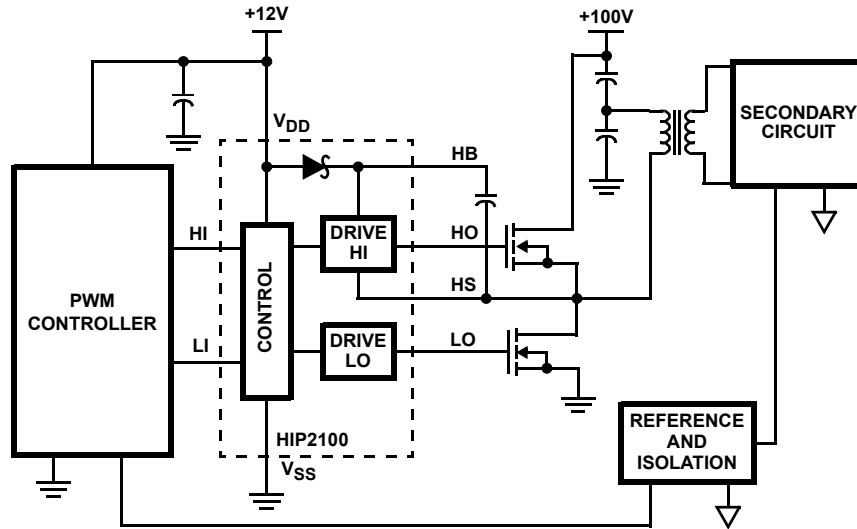 +12V
+100V
SECONDARY
CIRCUIT
VDD
HB
HI
DRIVE
HI
HO
HS
PWM
CONTROLLER
CONTROL
LI
DRIVE
LO
LO
HIP2100
VSS
REFERENCE
AND
ISOLATION